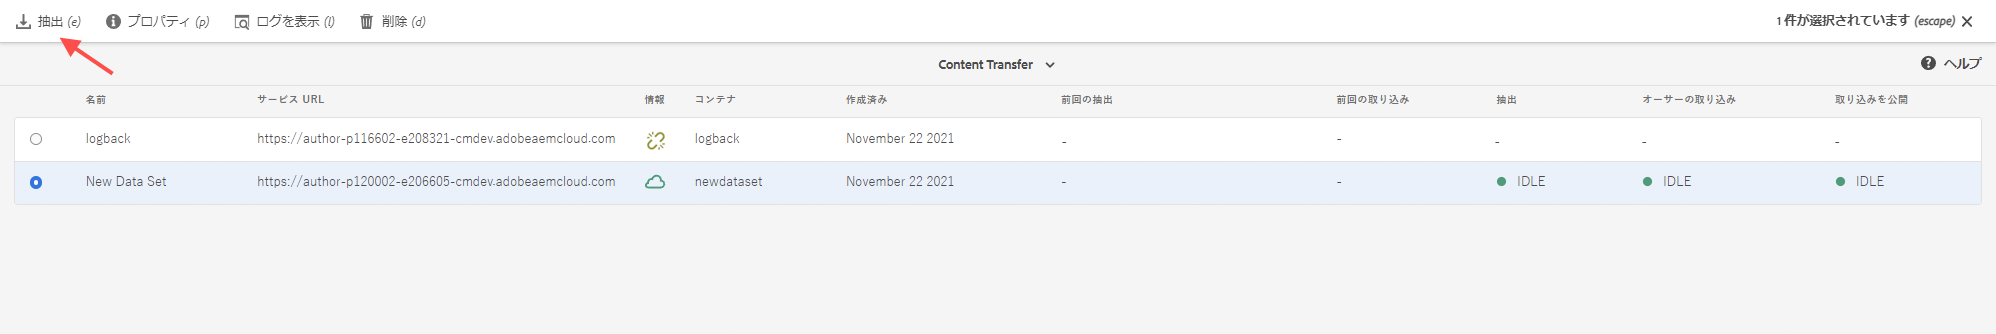 抽出 (e) プロパティ (p) ログを表示 (l) 削除 (d) 1 件が選択されています (escape)
Content Transfer ヘルプ
名前 サービス URL 情報 コンテナ 作成済み 前回の抽出 前回の取り込み 抽出 オーサーの取り込み 取り込みを公開
logback https://author-p116602-e208321-cmdev.adobeaemcloud.com logback November 22 2021 - - - - -
New Data Set https://author-p120002-e206605-cmdev.adobeaemcloud.com newdataset November 22 2021 - - IDLE IDLE IDLE